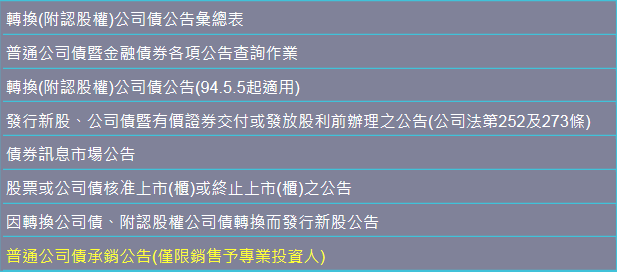 轉換(附認股權)公司債公告彙總表
普通公司債暨金融債券各項公告查詢作業
轉換(附認股權)公司債公告(94.5.5起適用)
發行新股、公司債暨有價證券交付或發放股利前辦理之公告(公司法第252及273條)
債券訊息市場公告
股票或公司債核准上市(櫃)或終止上市(櫃)之公告
因轉換公司債、附認股權公司債轉換而發行新股公告
普通公司債承銷公告(僅限銷售予專業投資人)